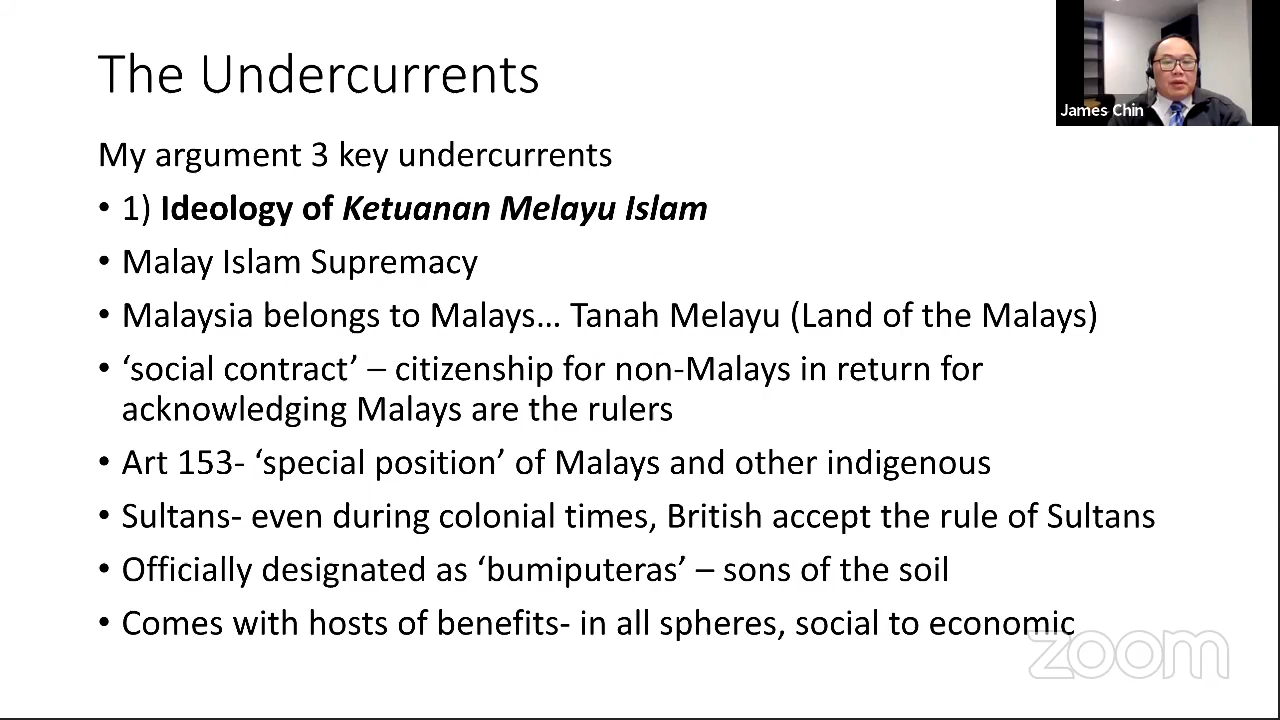 The Undercurrents
James Chin
My argument 3 key undercurrents
• 1) Ideology of Ketuanan Melayu Islam
• Malay Islam Supremacy
• Malaysia belongs to Malays... Tanah Melayu (Land of the Malays)
• ‘social contract’ – citizenship for non-Malays in return for
acknowledging Malays are the rulers
• Art 153- ‘special position’ of Malays and other indigenous
• Sultans- even during colonial times, British accept the rule of Sultans
• Officially designated as ‘bumiputeras’ – sons of the soil
• Comes with hosts of benefits- in all spheres, social to economic
zoom